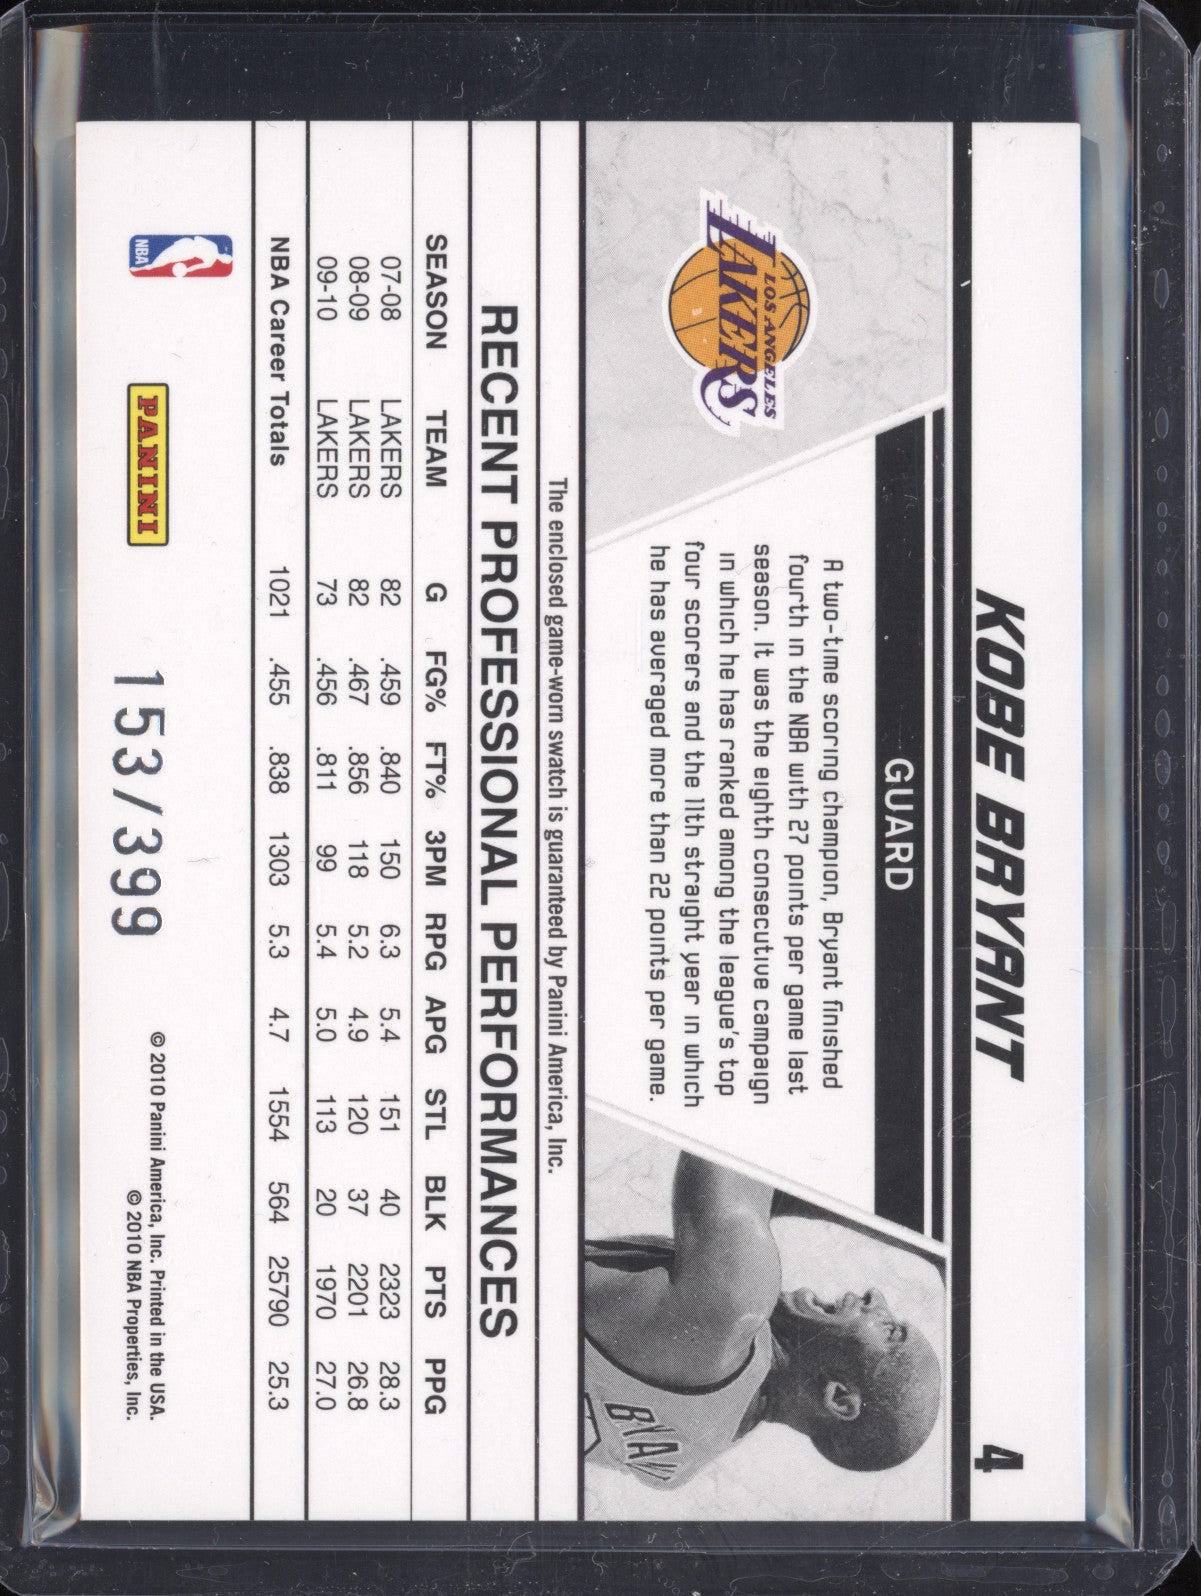 KOBE BRYANT
4
GUARD
LOS ANGELES
LAKERS
A two-time scoring champion, Bryant finished
fourth in the NBA with 27 points per game last
season. It was the eighth consecutive campaign
in which he has ranked among the league's top
four scorers and the 11th straight year in which
he has averaged more than 22 points per game.
BRYAN
The enclosed game-worn swatch is guaranteed by Panini America, Inc.
RECENT PROFESSIONAL PERFORMANCES
SEASON TEAM G FG% FT% 3PM RPG APG STL BLK PTS PPG
07-08 LAKERS 82 .459 .840 150 6.3 5.4 151 40 2323 28.3
08-09 LAKERS 82 .467 .856 118 5.2 4.9 120 37 2201 26.8
09-10 LAKERS 73 .456 .811 99 5.4 5.0 113 20 1970 27.0
NBA Career Totals 1021 .455 .838 1303 5.3 4.7 1554 564 25790 25.3
NBA
PANINI
153/399
© 2010 Panini America, Inc. Printed in the USA.
© 2010 NBA Properties, Inc.